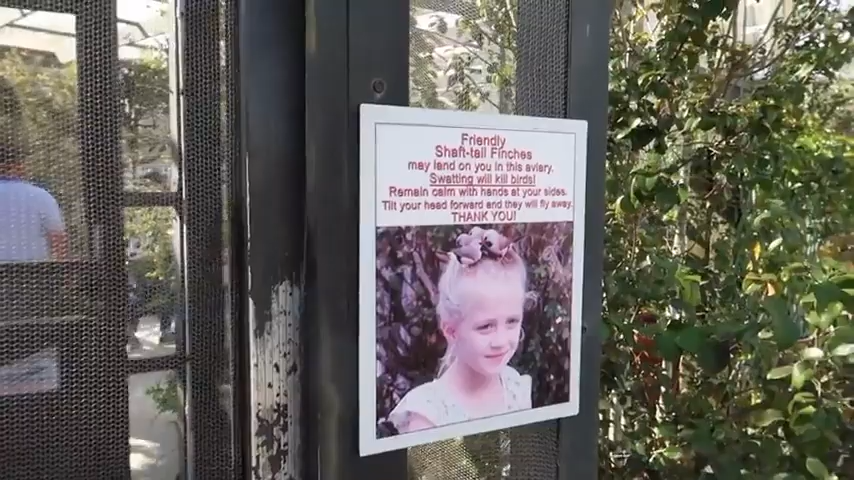 Friendly
Shaft-tail Finches
may land on you in this aviary.
Swatting will kill birds!
Remain calm with hands at your sides.
Tilt your head forward and they will fly away.
THANK YOU!